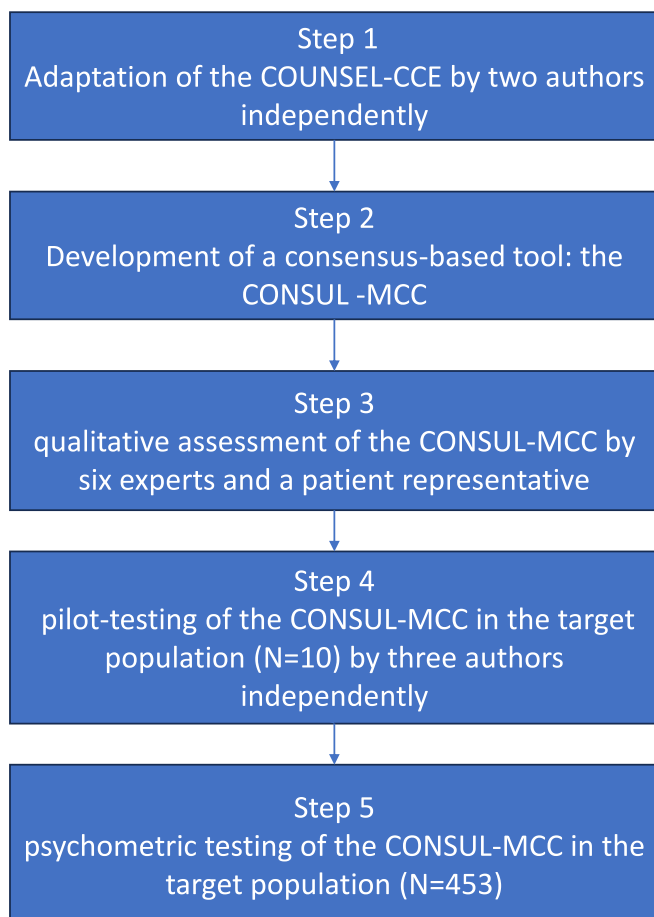 Step 1
Adaptation of the COUNSEL-CCE by two authors
independently
Step 2
Development of a consensus-based tool: the
CONSUL -MCC
Step 3
qualitative assessment of the CONSUL-MCC by
six experts and a patient representative
Step 4
pilot-testing of the CONSUL-MCC in the target
population (N=10) by three authors
independently
Step 5
psychometric testing of the CONSUL-MCC in the
target population (N=453)